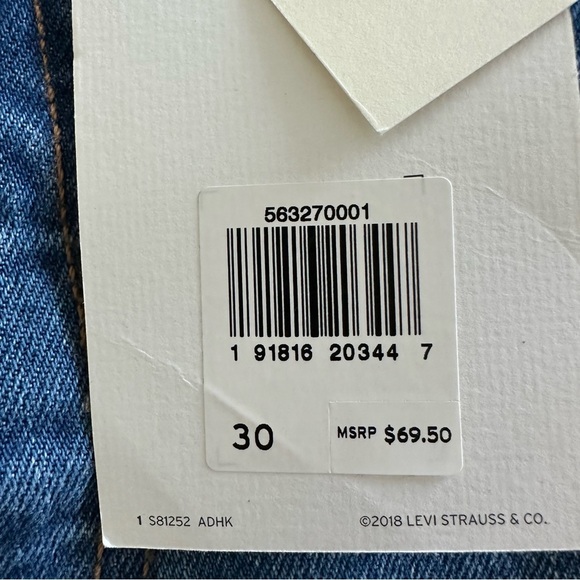 563270001
1 91816 20344 7
30 MSRP $69.50
1 S81252 ADHK ©2018 LEVI STRAUSS & CO.